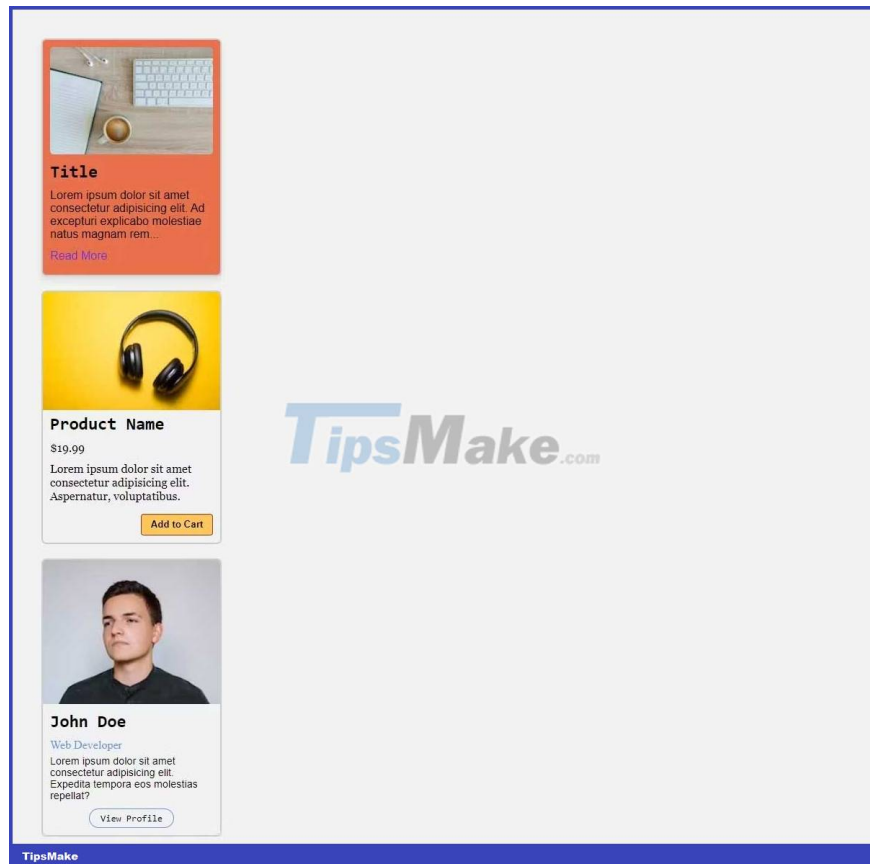 Title
Lorem ipsum dolor sit amet
consectetur adipisicing elit. Ad
excepturi explicabo molestiae
natus magnam rem...
Read More
Product Name
$19.99
Lorem ipsum dolor sit amet
consectetur adipisicing elit.
Aspernatur, voluptatibus.
Add to Cart
TipsMake.com
John Doe
Web Developer
Lorem ipsum dolor sit amet
consectetur adipisicing elit.
Expedita tempora eos molestias
repellat?
View Profile
TipsMake